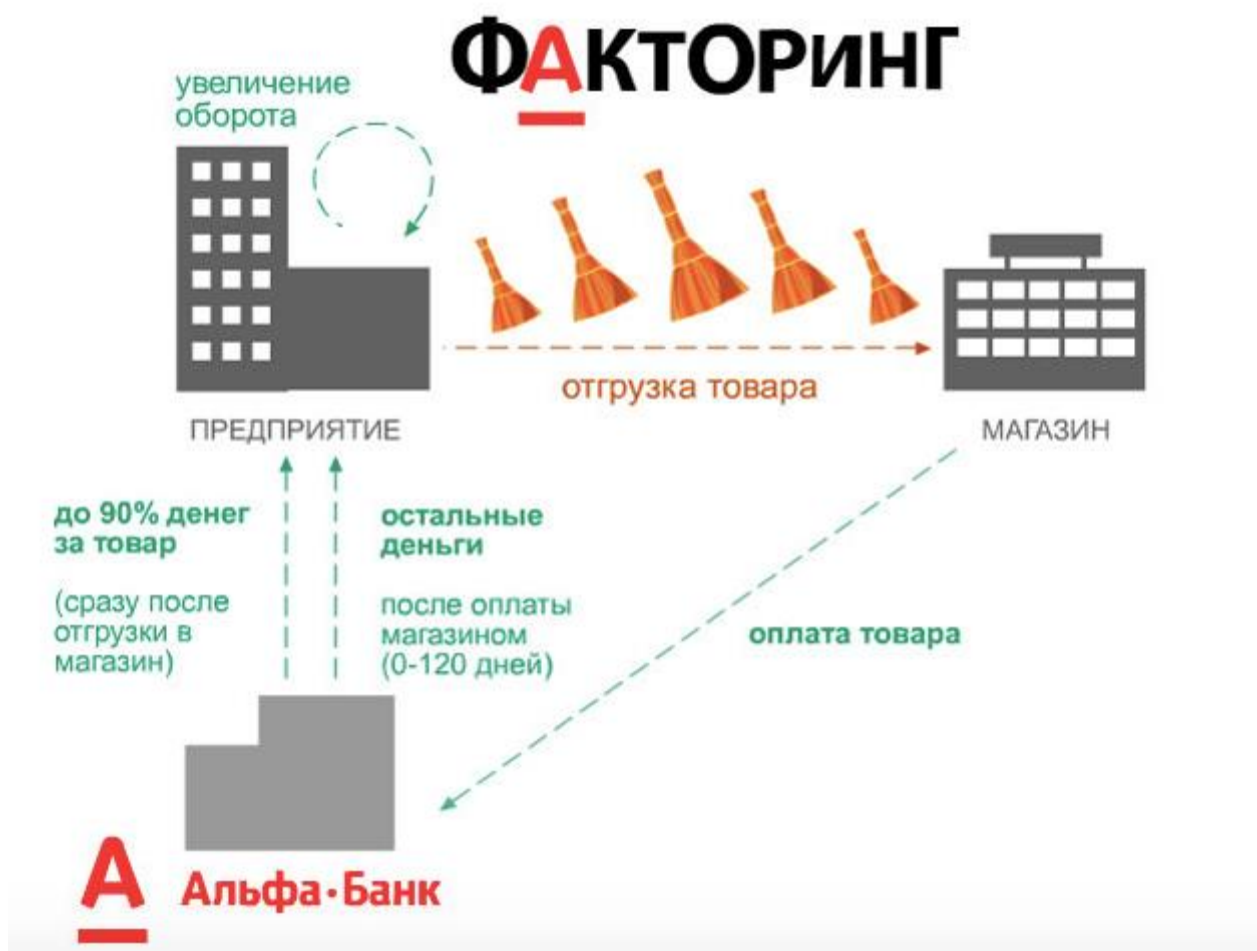 ФАКТОРИНГ
увеличение
оборота
отгрузка товара
ПРЕДПРИЯТИЕ
МАГАЗИН
до 90% денег
за товар
(сразу после
отгрузки в
магазин)
остальные
деньги
после оплаты
магазином
(0-120 дней)
оплата товара
А
Альфа·Банк